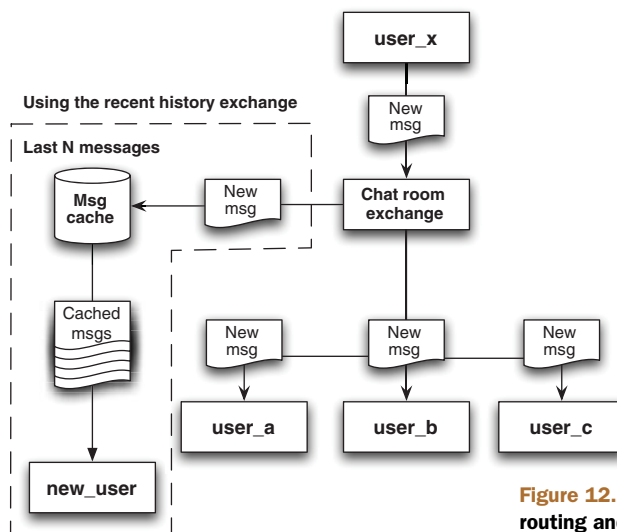 user_x
Using the recent history exchange
New
msg
Last N messages
Msg
cache
New
msg
Chat room
exchange
Cached
msgs
New
msg
New
msg
New
msg
user_a
user_b
user_c
new_user
Figure 12.
routing and